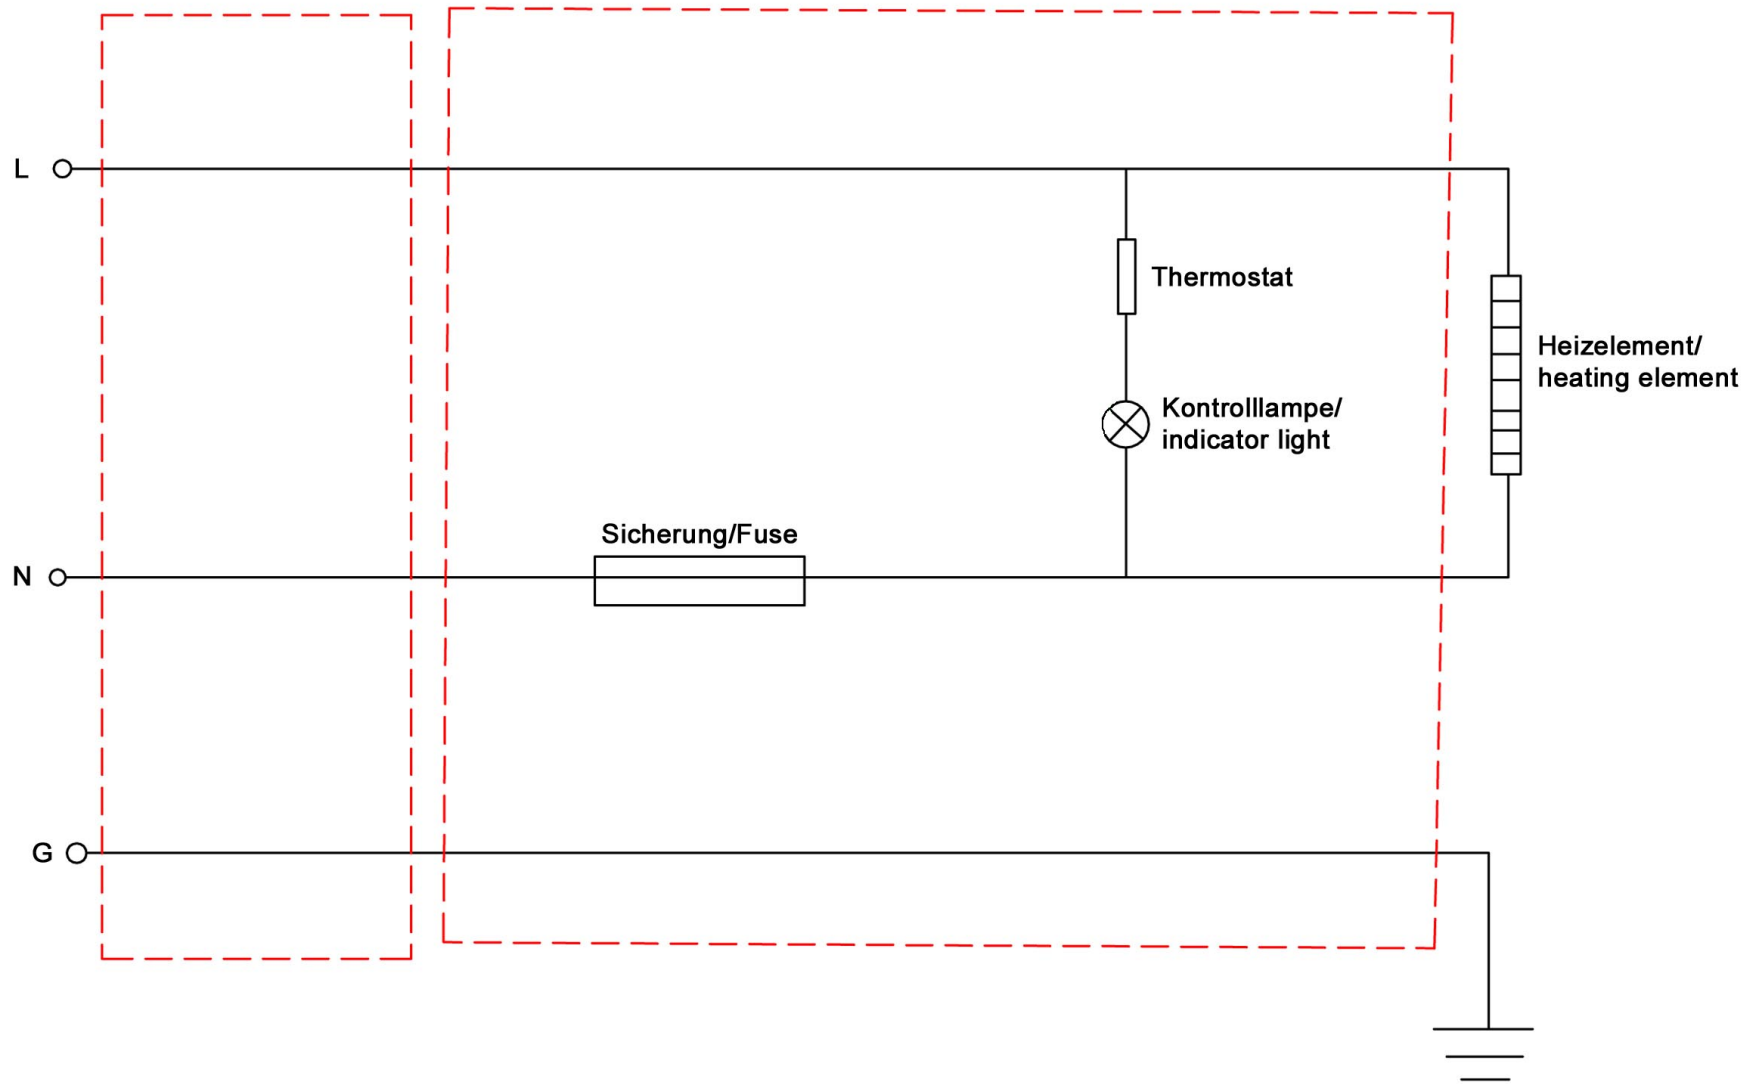 L
Thermostat
Heizelement/
heating element
Kontrolllampe/
indicator light
Sicherung/Fuse
N
G